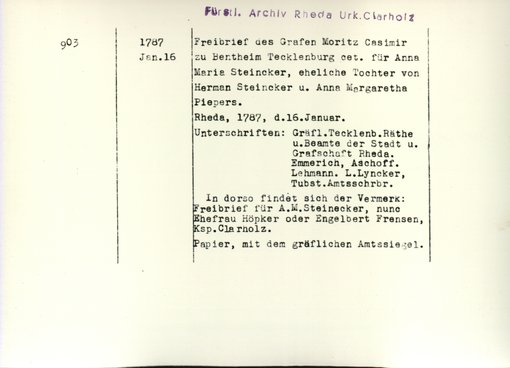 Fürstl. Archiv Rheda Urk.Clarholz
903
1787
Jan.16
Freibrief des Grafen Moritz Casimir
zu Bentheim Tecklenburg cet. für Anna
Maria Steincker, eheliche Tochter von
Herman Steincker u. Anna Margaretha
Piepers.
Rheda, 1787, d.16.Januar.
Unterschriften: Gräfl.Tecklenb.Räthe
u.Beamte der Stadt u.
Grafschaft Rheda.
Emmerich, Aschoff.
Lehmann. L.Lyncker,
Tubst.Amtsschrbr.
In dorso findet sich der Vermerk:
Freibrief für A.M.Steinecker, nunc
Ehefrau Höpker oder Engelbert Frensen,
Ksp.Clarholz.
Papier, mit dem gräflichen Amtssiegel.